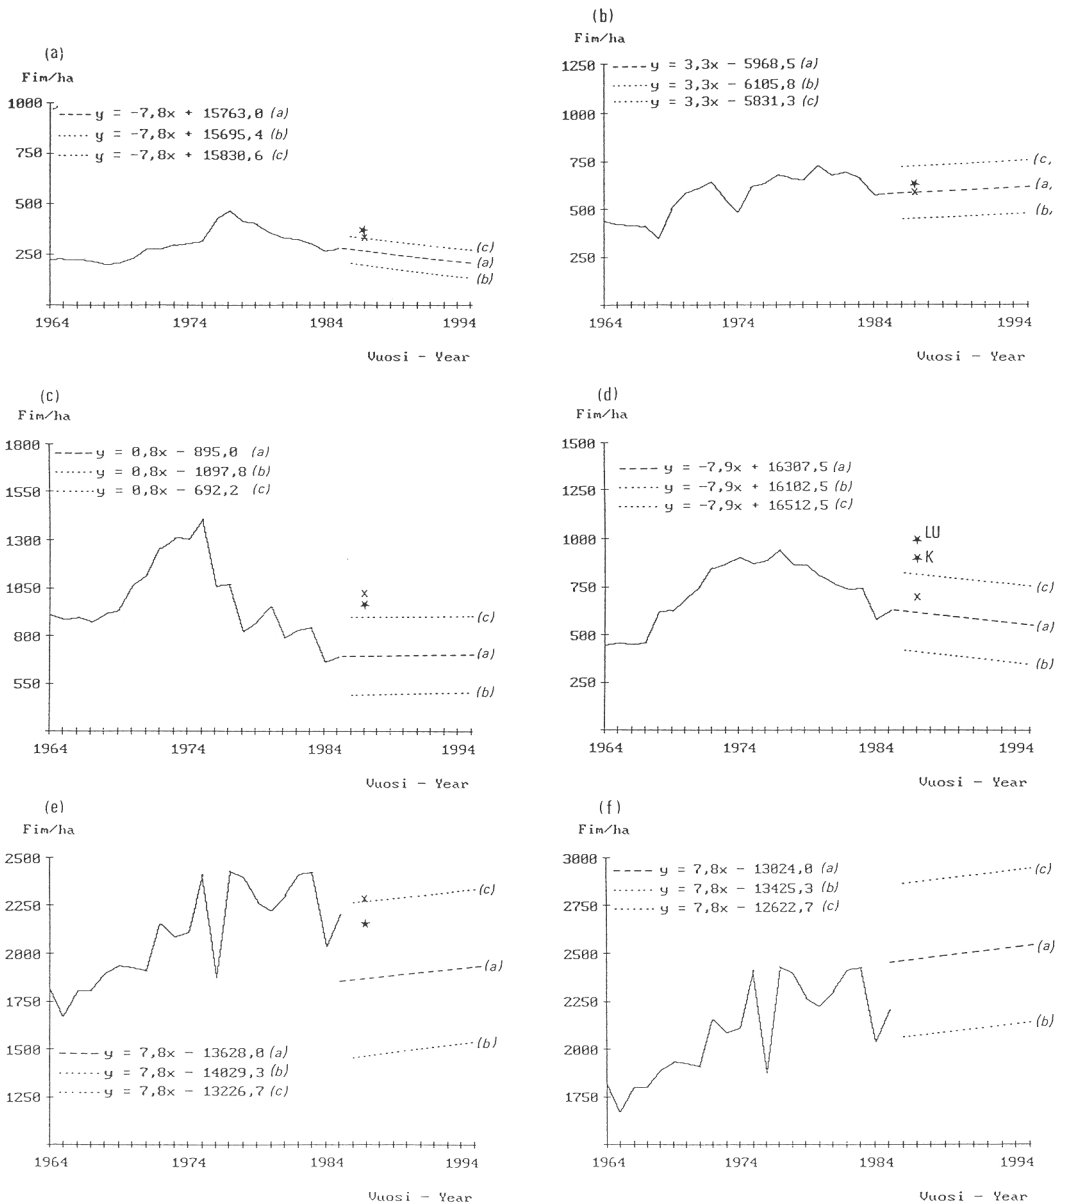 (a)
Fim/ha
1000
y = -7,8x + 15763,0 (a)
y = -7,8x + 15695,4 (b)
y = -7,8x + 15830,6 (c)
750
500
250
(c)
(a)
(b)
1964 1974 1984 1994
Vuosi - Year
(b)
Fim/ha
1250
y = 3,3x - 5968,5 (a)
y = 3,3x - 6105,8 (b)
y = 3,3x - 5831,3 (c)
1000
750
500
250
(c,
(a,
(b,
1964 1974 1984 1994
Vuosi - Year
(c)
Fim/ha
1800
y = 0,8x - 895,0 (a)
y = 0,8x - 1097,8 (b)
y = 0,8x - 692,2 (c)
1550
1300
1050
800
550
(c)
(a)
(b)
1964 1974 1984 1994
Vuosi - Year
(d)
Fim/ha
1500
y = -7,9x + 16307,5 (a)
y = -7,9x + 16102,5 (b)
y = -7,9x + 16512,5 (c)
1250
1000
750
500
250
LU
K
(c)
(a)
(b)
1964 1974 1984 1994
Vuosi - Year
(e)
Fim/ha
2500
2250
2000
1750
1500
1250
(c)
(a)
(b)
y = 7,8x - 13628,0 (a)
y = 7,8x - 14029,3 (b)
y = 7,8x - 13226,7 (c)
1964 1974 1984 1994
Vuosi - Year
(f)
Fim/ha
3000
y = 7,8x - 13024,0 (a)
y = 7,8x - 13425,3 (b)
y = 7,8x - 12622,7 (c)
2750
2500
2250
2000
1750
(c)
(a)
(b)
1964 1974 1984 1994
Vuosi - Year